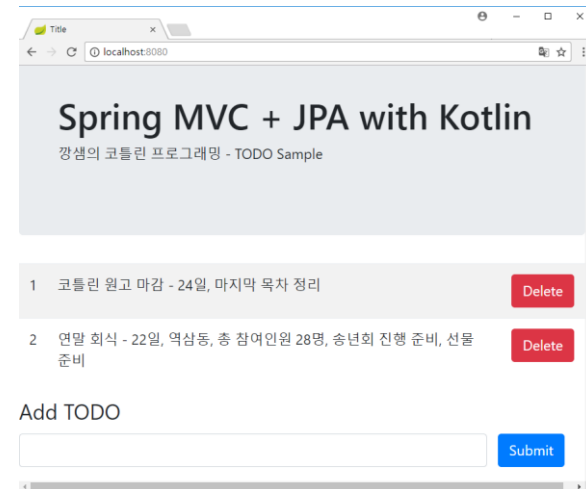 Title
localhost:8080
Spring MVC + JPA with Kotlin
깡샘의 코틀린 프로그래밍 - TODO Sample
1 코틀린 원고 마감 - 24일, 마지막 목차 정리 Delete
2 연말 회식 - 22일, 역삼동, 총 참여인원 28명, 송년회 진행 준비, 선물 Delete
준비
Add TODO
Submit